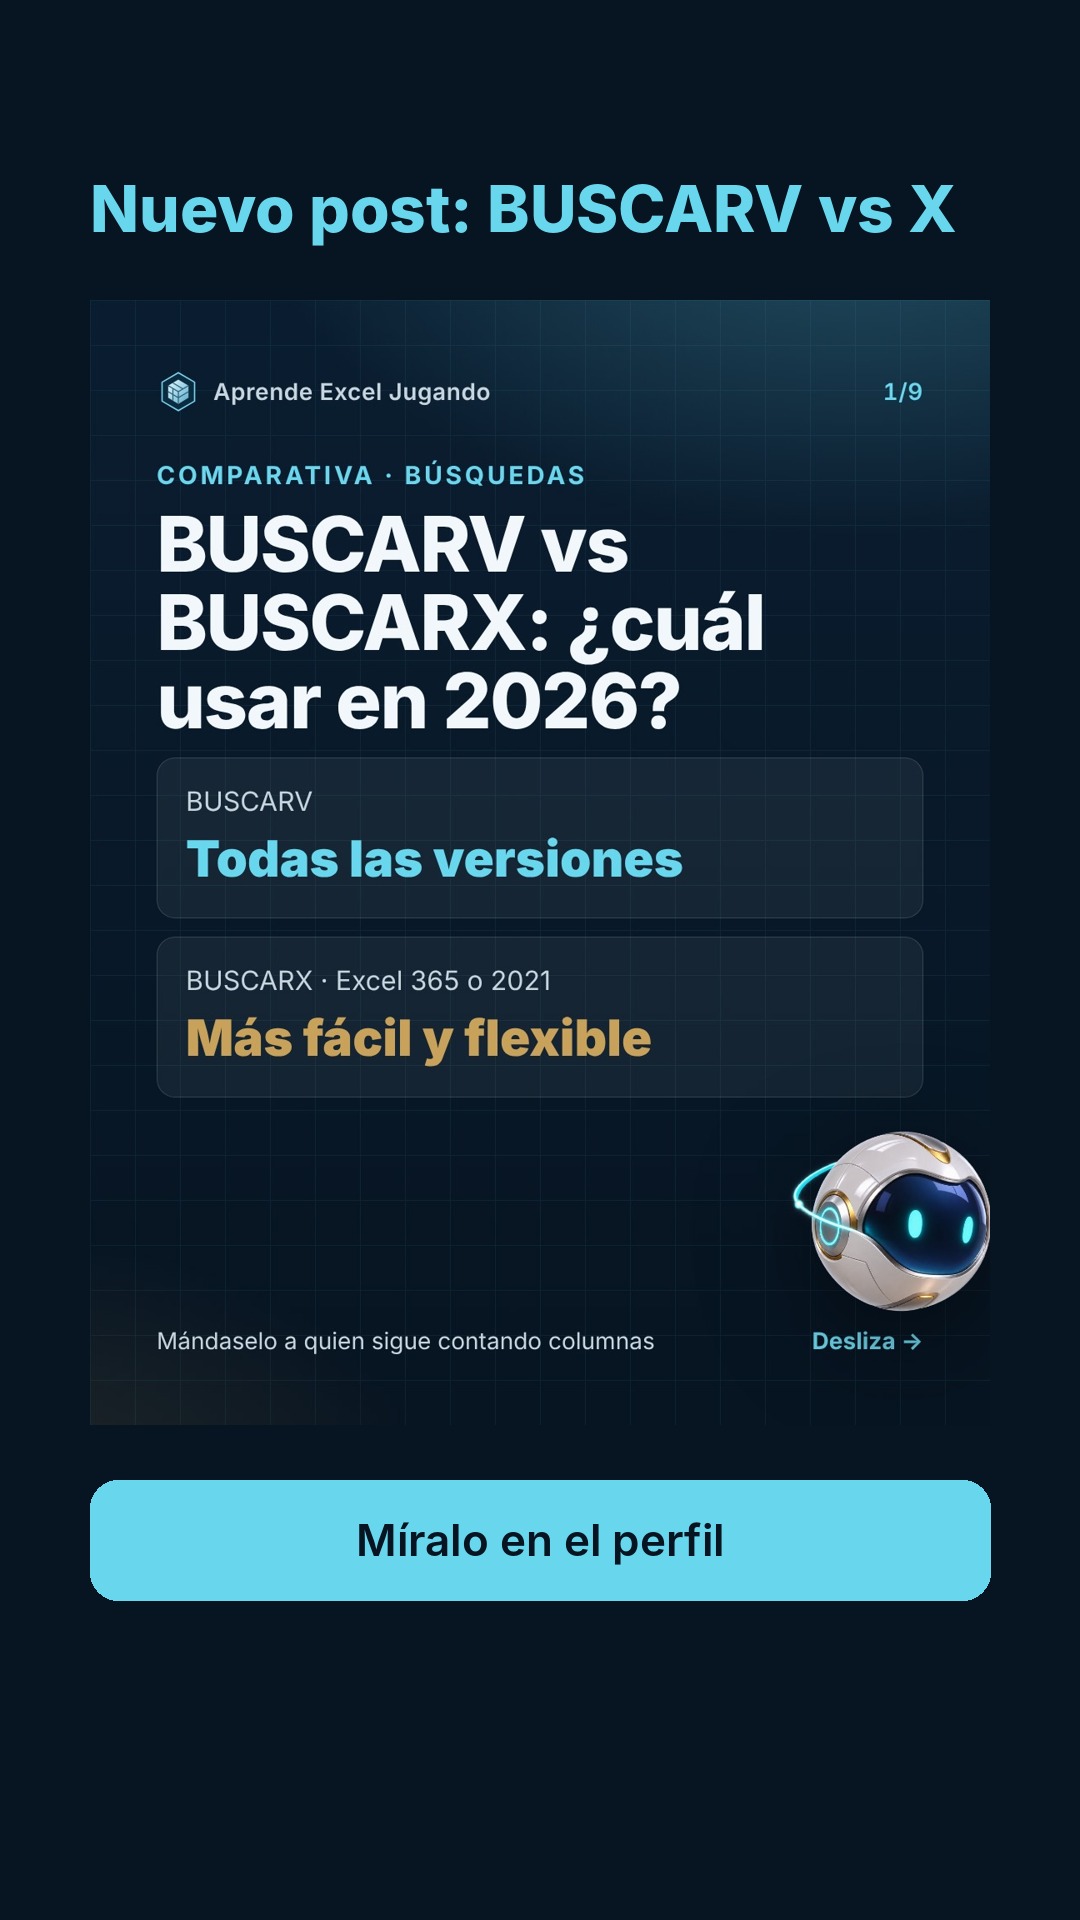 Nuevo post: BUSCARV vs X
Aprende Excel Jugando
1/9
COMPARATIVA · BÚSQUEDAS
BUSCARV vs
BUSCARX: ¿cuál
usar en 2026?
BUSCARV
Todas las versiones
BUSCARX · Excel 365 o 2021
Más fácil y flexible
Mándaselo a quien sigue contando columnas
Desliza →
Míralo en el perfil